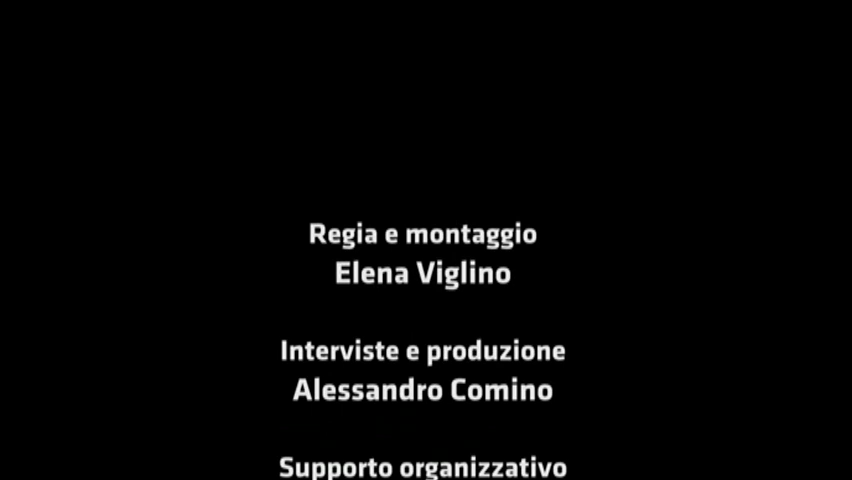 Regia e montaggio
Elena Viglino
Interviste e produzione
Alessandro Comino
Supporto organizzativo